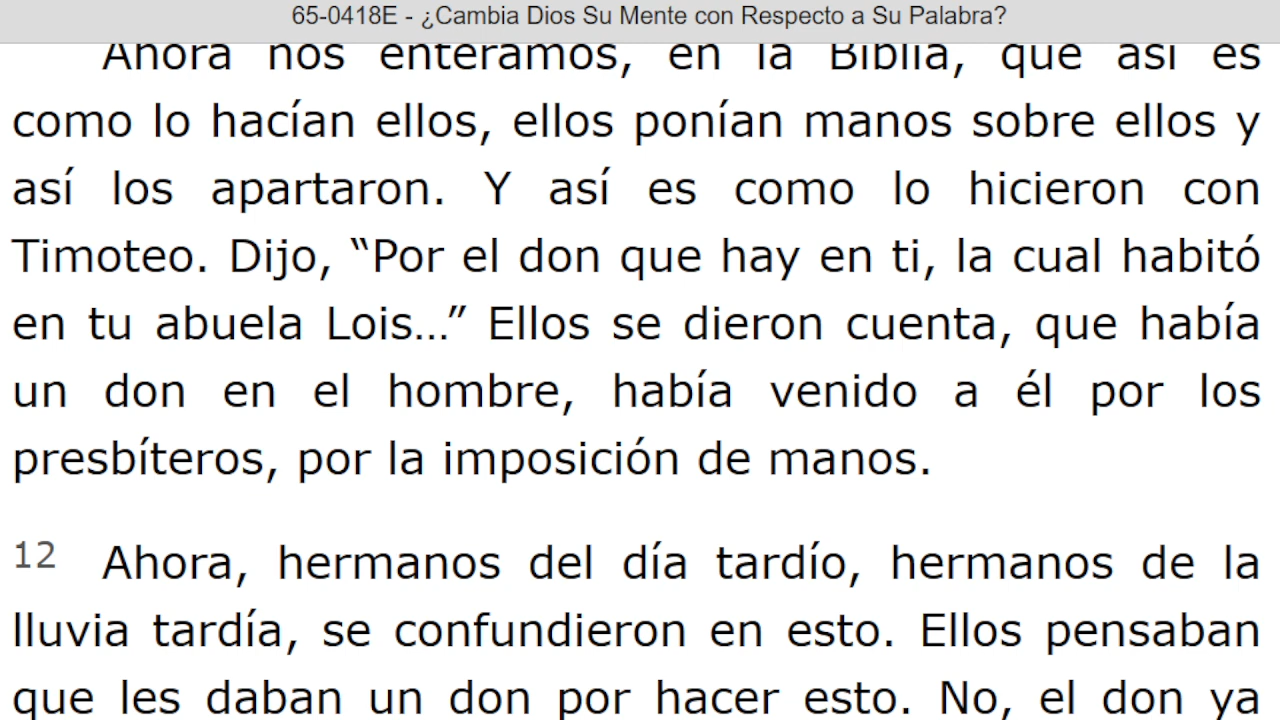 65-0418E - ¿Cambia Dios Su Mente con Respecto a Su Palabra?
Ahora nos enteramos, en la Biblia, que así es
como lo hacían ellos, ellos ponían manos sobre ellos y
así los apartaron. Y así es como lo hicieron con
Timoteo. Dijo, “Por el don que hay en ti, la cual habitó
en tu abuela Lois…” Ellos se dieron cuenta, que había
un don en el hombre, había venido a él por los
presbíteros, por la imposición de manos.
12 Ahora, hermanos del día tardío, hermanos de la
lluvia tardía, se confundieron en esto. Ellos pensaban
que les daban un don por hacer esto. No, el don ya